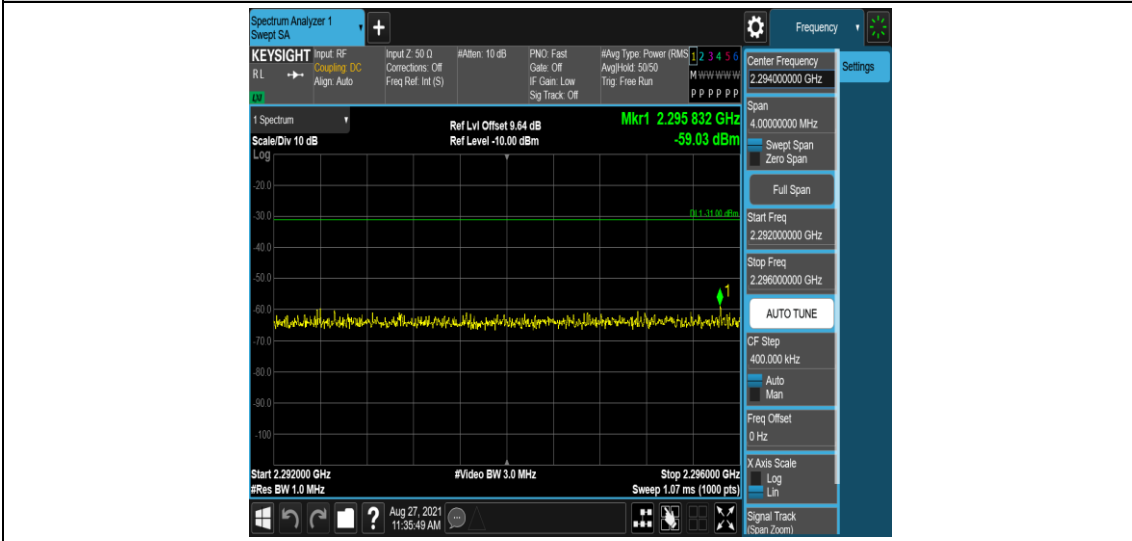 Spectrum Analyzer 1
Swept SA
+
Frequency
KEYSIGHT
RL
Input: RF
Coupling: DC
Align: Auto
Input Z: 50 Ω
Corrections: Off
Freq Ref: Int (S)
#Atten: 10 dB
PNO: Fast
Gate: Off
IF Gain: Low
Sig Track: Off
#Avg Type: Power (RMS
Avg|Hold: 50/50
Trig: Free Run
1 2 3 4 5 6
M W W W W W
P P P P P P
1 Spectrum
Scale/Div 10 dB
Log
Ref Lvl Offset 9.64 dB
Ref Level -10.00 dBm
Mkr1 2.295 832 GHz
-59.03 dBm
-20.0
-30.0
DL1 -31.00 dBm
-40.0
-50.0
1
-60.0
-70.0
-80.0
-90.0
-100
Start 2.292000 GHz
#Res BW 1.0 MHz
#Video BW 3.0 MHz
Stop 2.296000 GHz
Sweep 1.07 ms (1000 pts)
?
Aug 27, 2021
11:35:49 AM
Center Frequency
2.294000000 GHz
Settings
Span
4.00000000 MHz
Swept Span
Zero Span
Full Span
Start Freq
2.292000000 GHz
Stop Freq
2.296000000 GHz
AUTO TUNE
CF Step
400.000 kHz
Auto
Man
Freq Offset
0 Hz
X Axis Scale
Log
Lin
Signal Track
(Span Zoom)